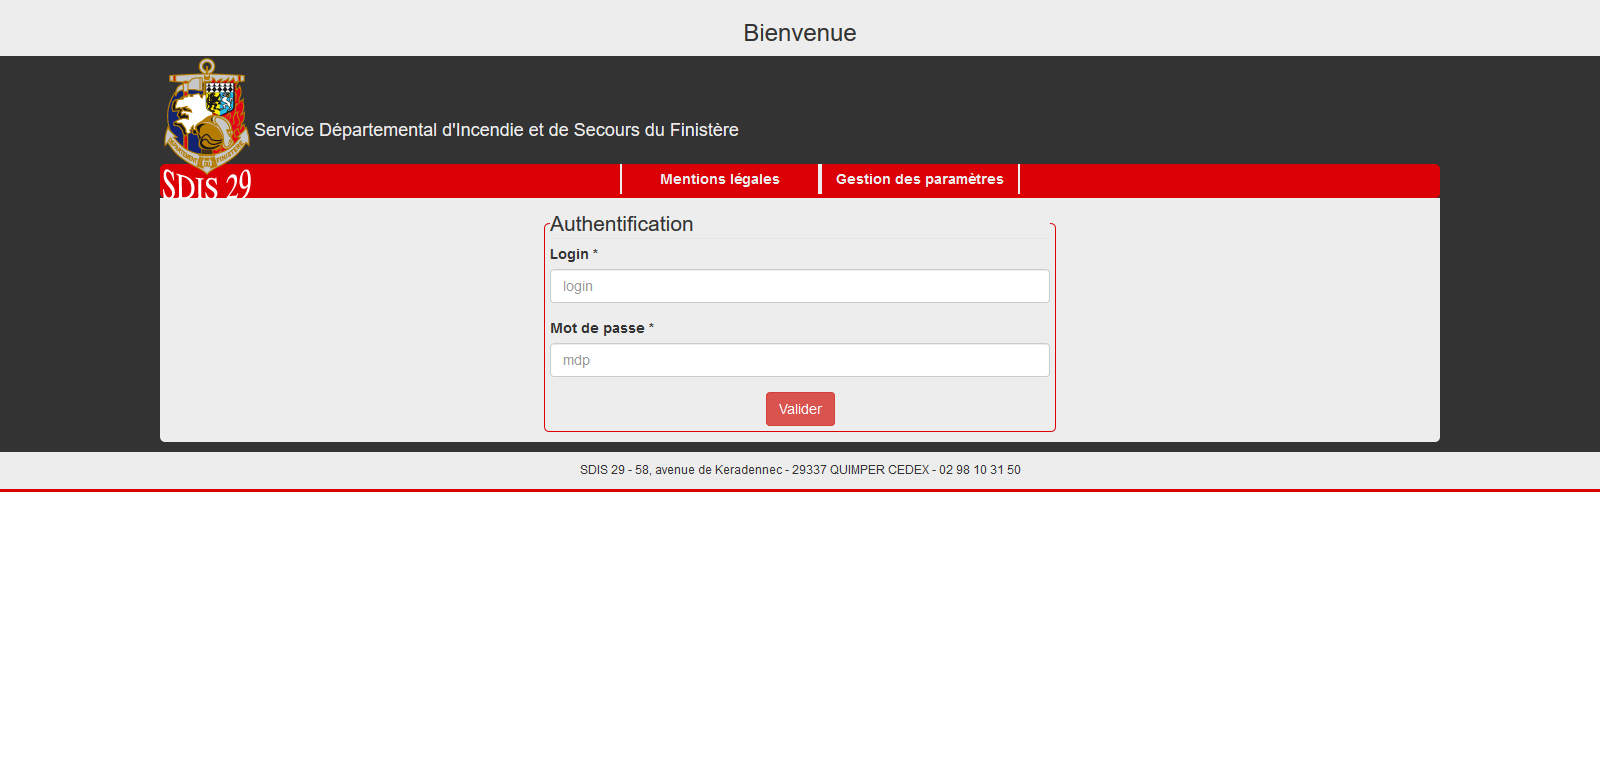 Bienvenue
Service Départemental d'Incendie et de Secours du Finistère
SDIS 29
Mentions légales
Gestion des paramètres
Authentification
Login *
login
Mot de passe *
mdp
Valider
SDIS 29 - 58, avenue de Keradennec - 29337 QUIMPER CEDEX - 02 98 10 31 50